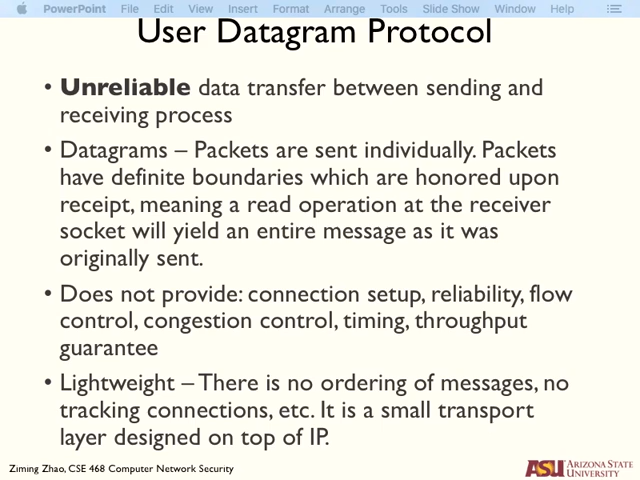 PowerPoint File Edit View Insert Format Arrange Tools Slide Show Window Help
User Datagram Protocol
• Unreliable data transfer between sending and
receiving process
• Datagrams – Packets are sent individually. Packets
have definite boundaries which are honored upon
receipt, meaning a read operation at the receiver
socket will yield an entire message as it was
originally sent.
• Does not provide: connection setup, reliability, flow
control, congestion control, timing, throughput
guarantee
• Lightweight – There is no ordering of messages, no
tracking connections, etc. It is a small transport
layer designed on top of IP.
Ziming Zhao, CSE 468 Computer Network Security
ASU ARIZONA STATE
UNIVERSITY